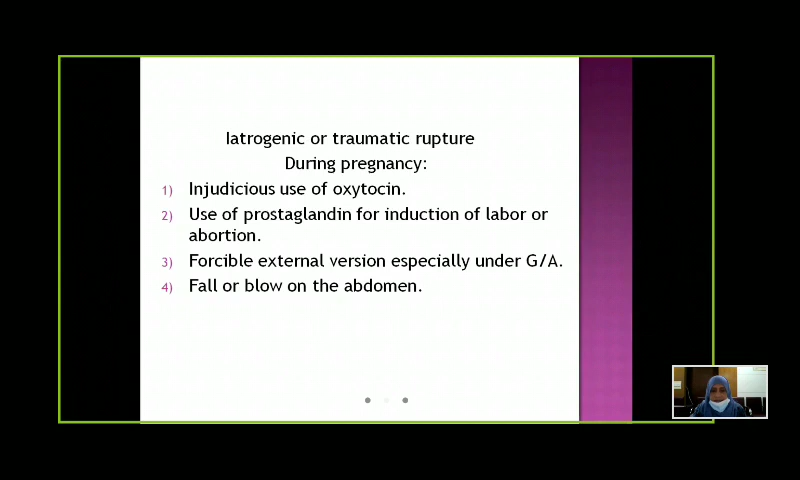 Iatrogenic or traumatic rupture
During pregnancy:
1) Injudicious use of oxytocin.
2) Use of prostaglandin for induction of labor or
abortion.
3) Forcible external version especially under G/A.
4) Fall or blow on the abdomen.